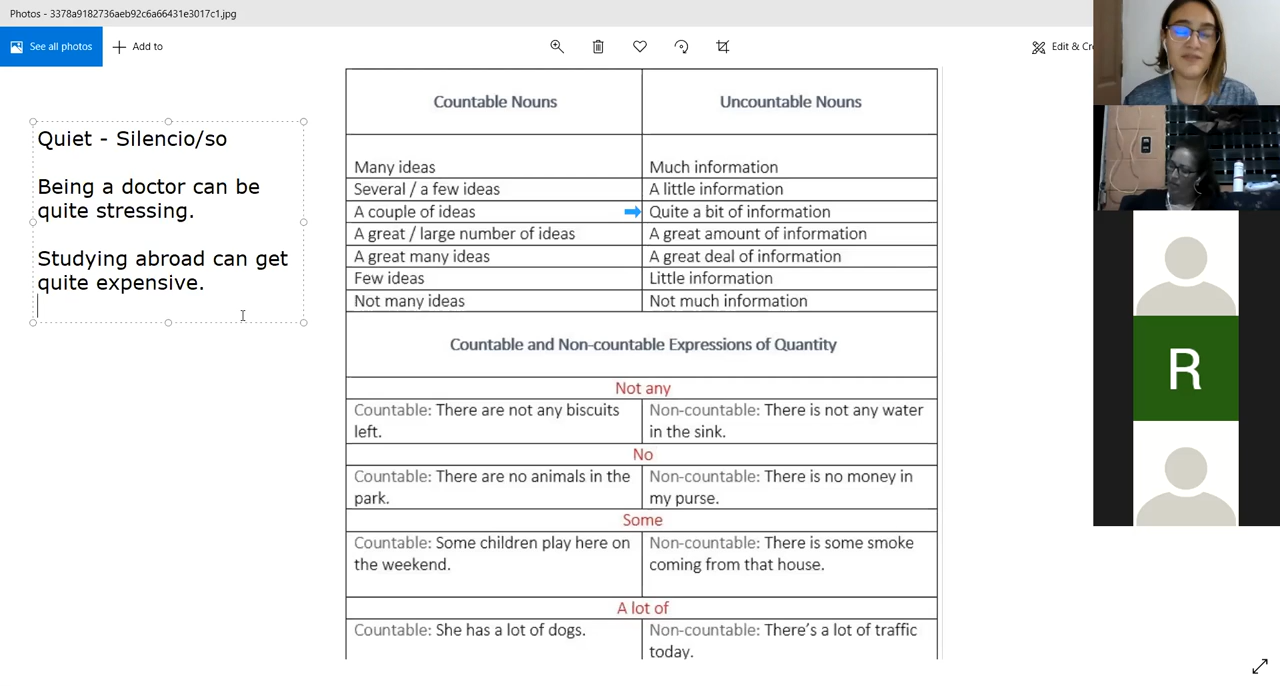 Photos - 3378a9182736aeb92c6a66431e3017c1.jpg
See all photos
Add to
Edit & Cr
Quiet - Silencio/so
Being a doctor can be
quite stressing.
Studying abroad can get
quite expensive.
Countable Nouns
Uncountable Nouns
Many ideas
Much information
Several / a few ideas
A little information
A couple of ideas
Quite a bit of information
A great / large number of ideas
A great amount of information
A great many ideas
A great deal of information
Few ideas
Little information
Not many ideas
Not much information
Countable and Non-countable Expressions of Quantity
Not any
Countable: There are not any biscuits
left.
Non-countable: There is not any water
in the sink.
No
Countable: There are no animals in the
park.
Non-countable: There is no money in
my purse.
Some
Countable: Some children play here on
the weekend.
Non-countable: There is some smoke
coming from that house.
A lot of
Countable: She has a lot of dogs.
Non-countable: There's a lot of traffic
today.
R